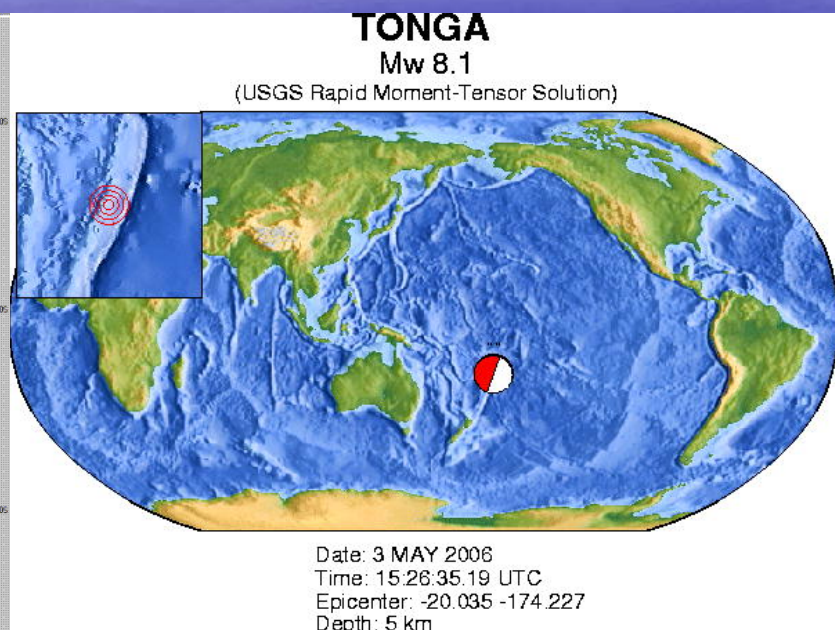 TONGA
Mw 8.1
(USGS Rapid Moment-Tensor Solution)
Date: 3 MAY 2006
Time: 15:26:35.19 UTC
Epicenter: -20.035 -174.227
Depth: 5 km